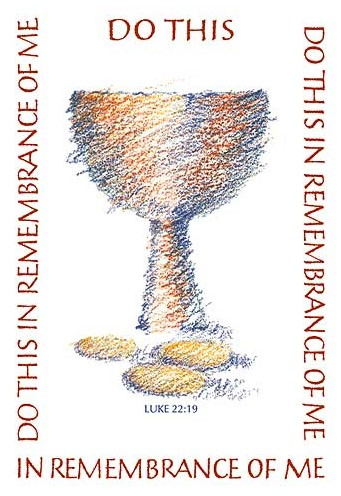 DO THIS
DO THIS IN REMEMBRANCE OF ME
DO THIS IN REMEMBRANCE OF ME
LUKE 22:19
IN REMEMBRANCE OF ME